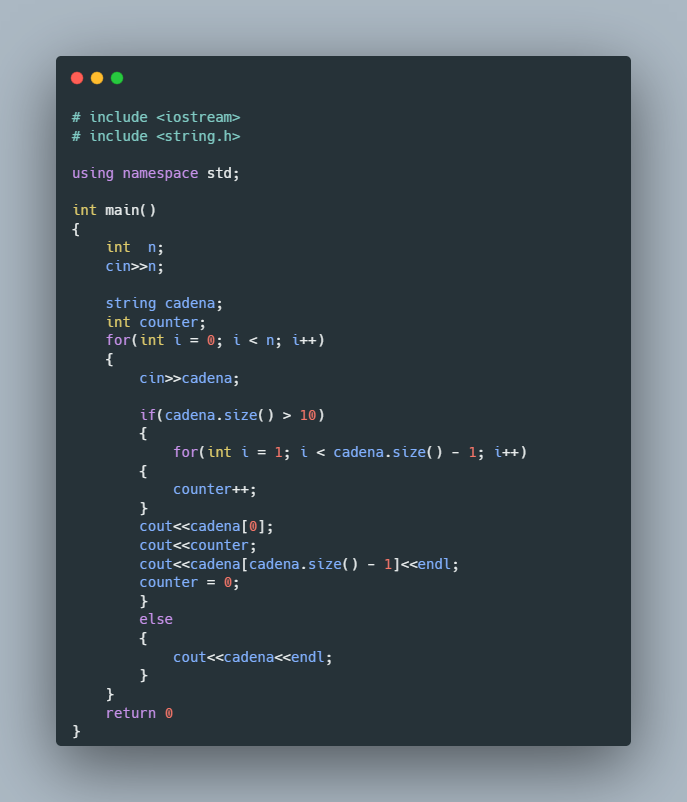 # include <iostream>
# include <string.h>

using namespace std;

int main()
{
    int  n;
    cin>>n;

    string cadena;
    int counter;
    for(int i = 0; i < n; i++)
    {
        cin>>cadena;

        if(cadena.size() > 10)
        {
            for(int i = 1; i < cadena.size() - 1; i++)
        {
            counter++;
        }
        cout<<cadena[0];
        cout<<counter;
        cout<<cadena[cadena.size() - 1]<<endl;
        counter = 0;
        }
        else
        {
            cout<<cadena<<endl;
        }
    }
    return 0
}